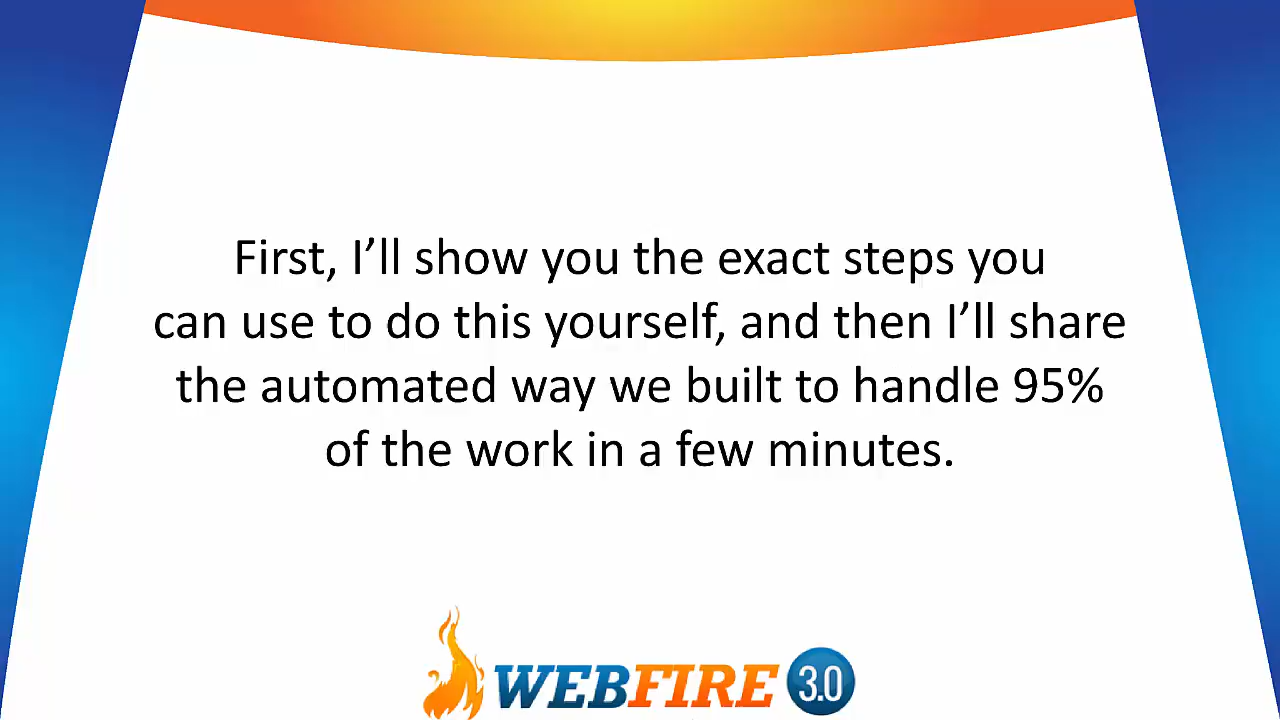 First, I’ll show you the exact steps you
can use to do this yourself, and then I’ll share
the automated way we built to handle 95%
of the work in a few minutes.
WEBFIRE 3.0